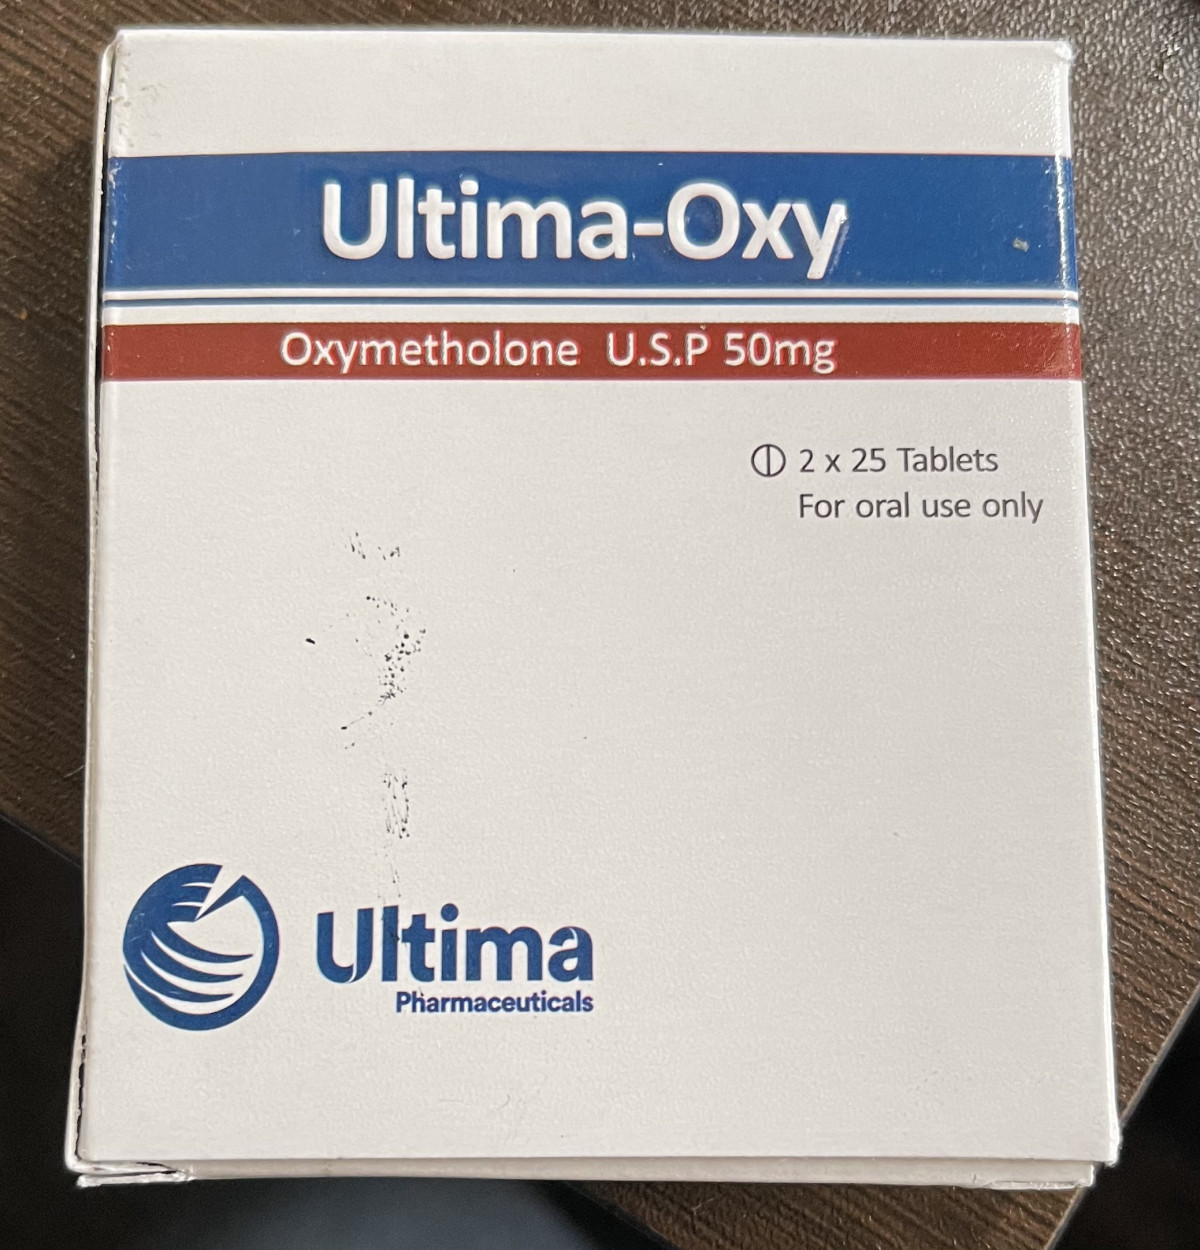 Ultima-Oxy
Oxymetholone U.S.P 50mg
2 x 25 Tablets
For oral use only
Ultima
Pharmaceuticals